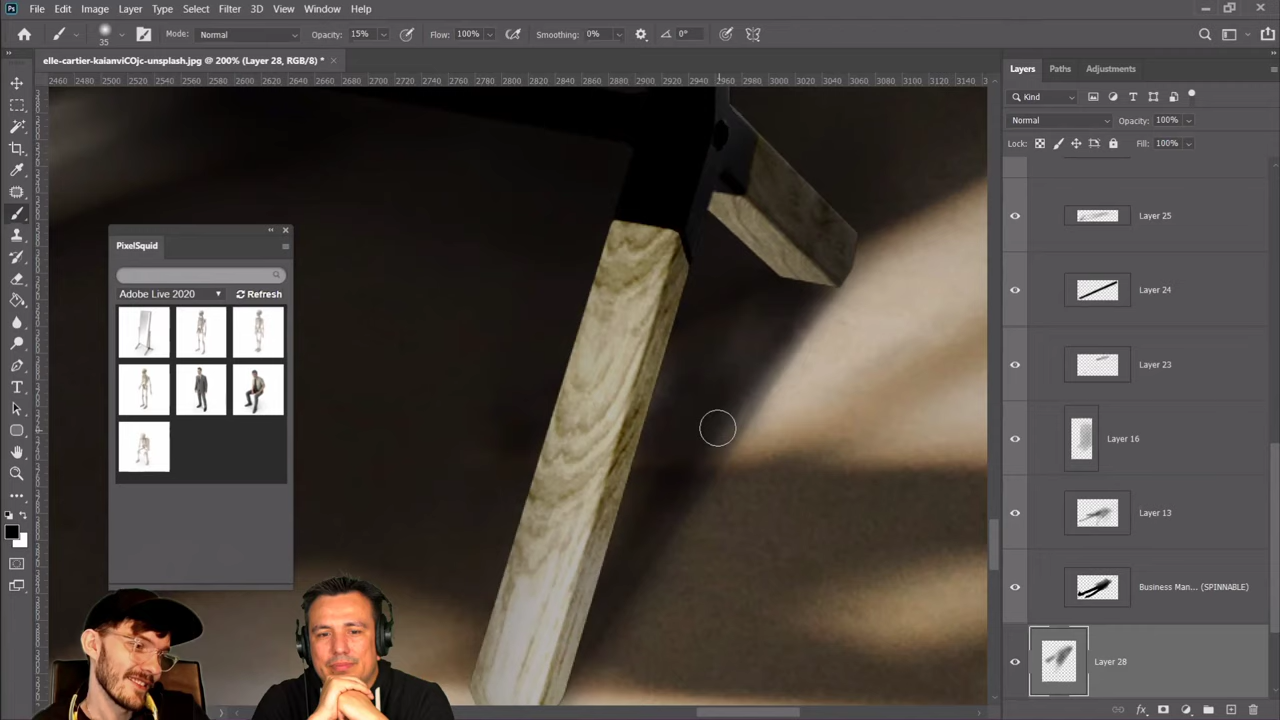 Ps File Edit Image Layer Type Select Filter 3D View Window Help
35 Mode: Normal Opacity: 15% Flow: 100% Smoothing: 0% 0°
elle-cartier-kaianviCOjc-unsplash.jpg @ 200% (Layer 28, RGB/8) * ×
2460 2480 2500 2520 2540 2560 2580 2600 2620 2640 2660 2680 2700 2720 2740 2760 2780 2800 2820 2840 2860 2880 2900 2920 2940 2960 2980 3000 3020 3040 3060 3080 3100 3120 3140
PixelSquid
Adobe Live 2020
Refresh
Layers Paths Adjustments
Kind
Normal Opacity: 100%
Lock: Fill: 100%
Layer 25
Layer 24
Layer 23
Layer 16
Layer 13
Business Man... (SPINNABLE)
Layer 28